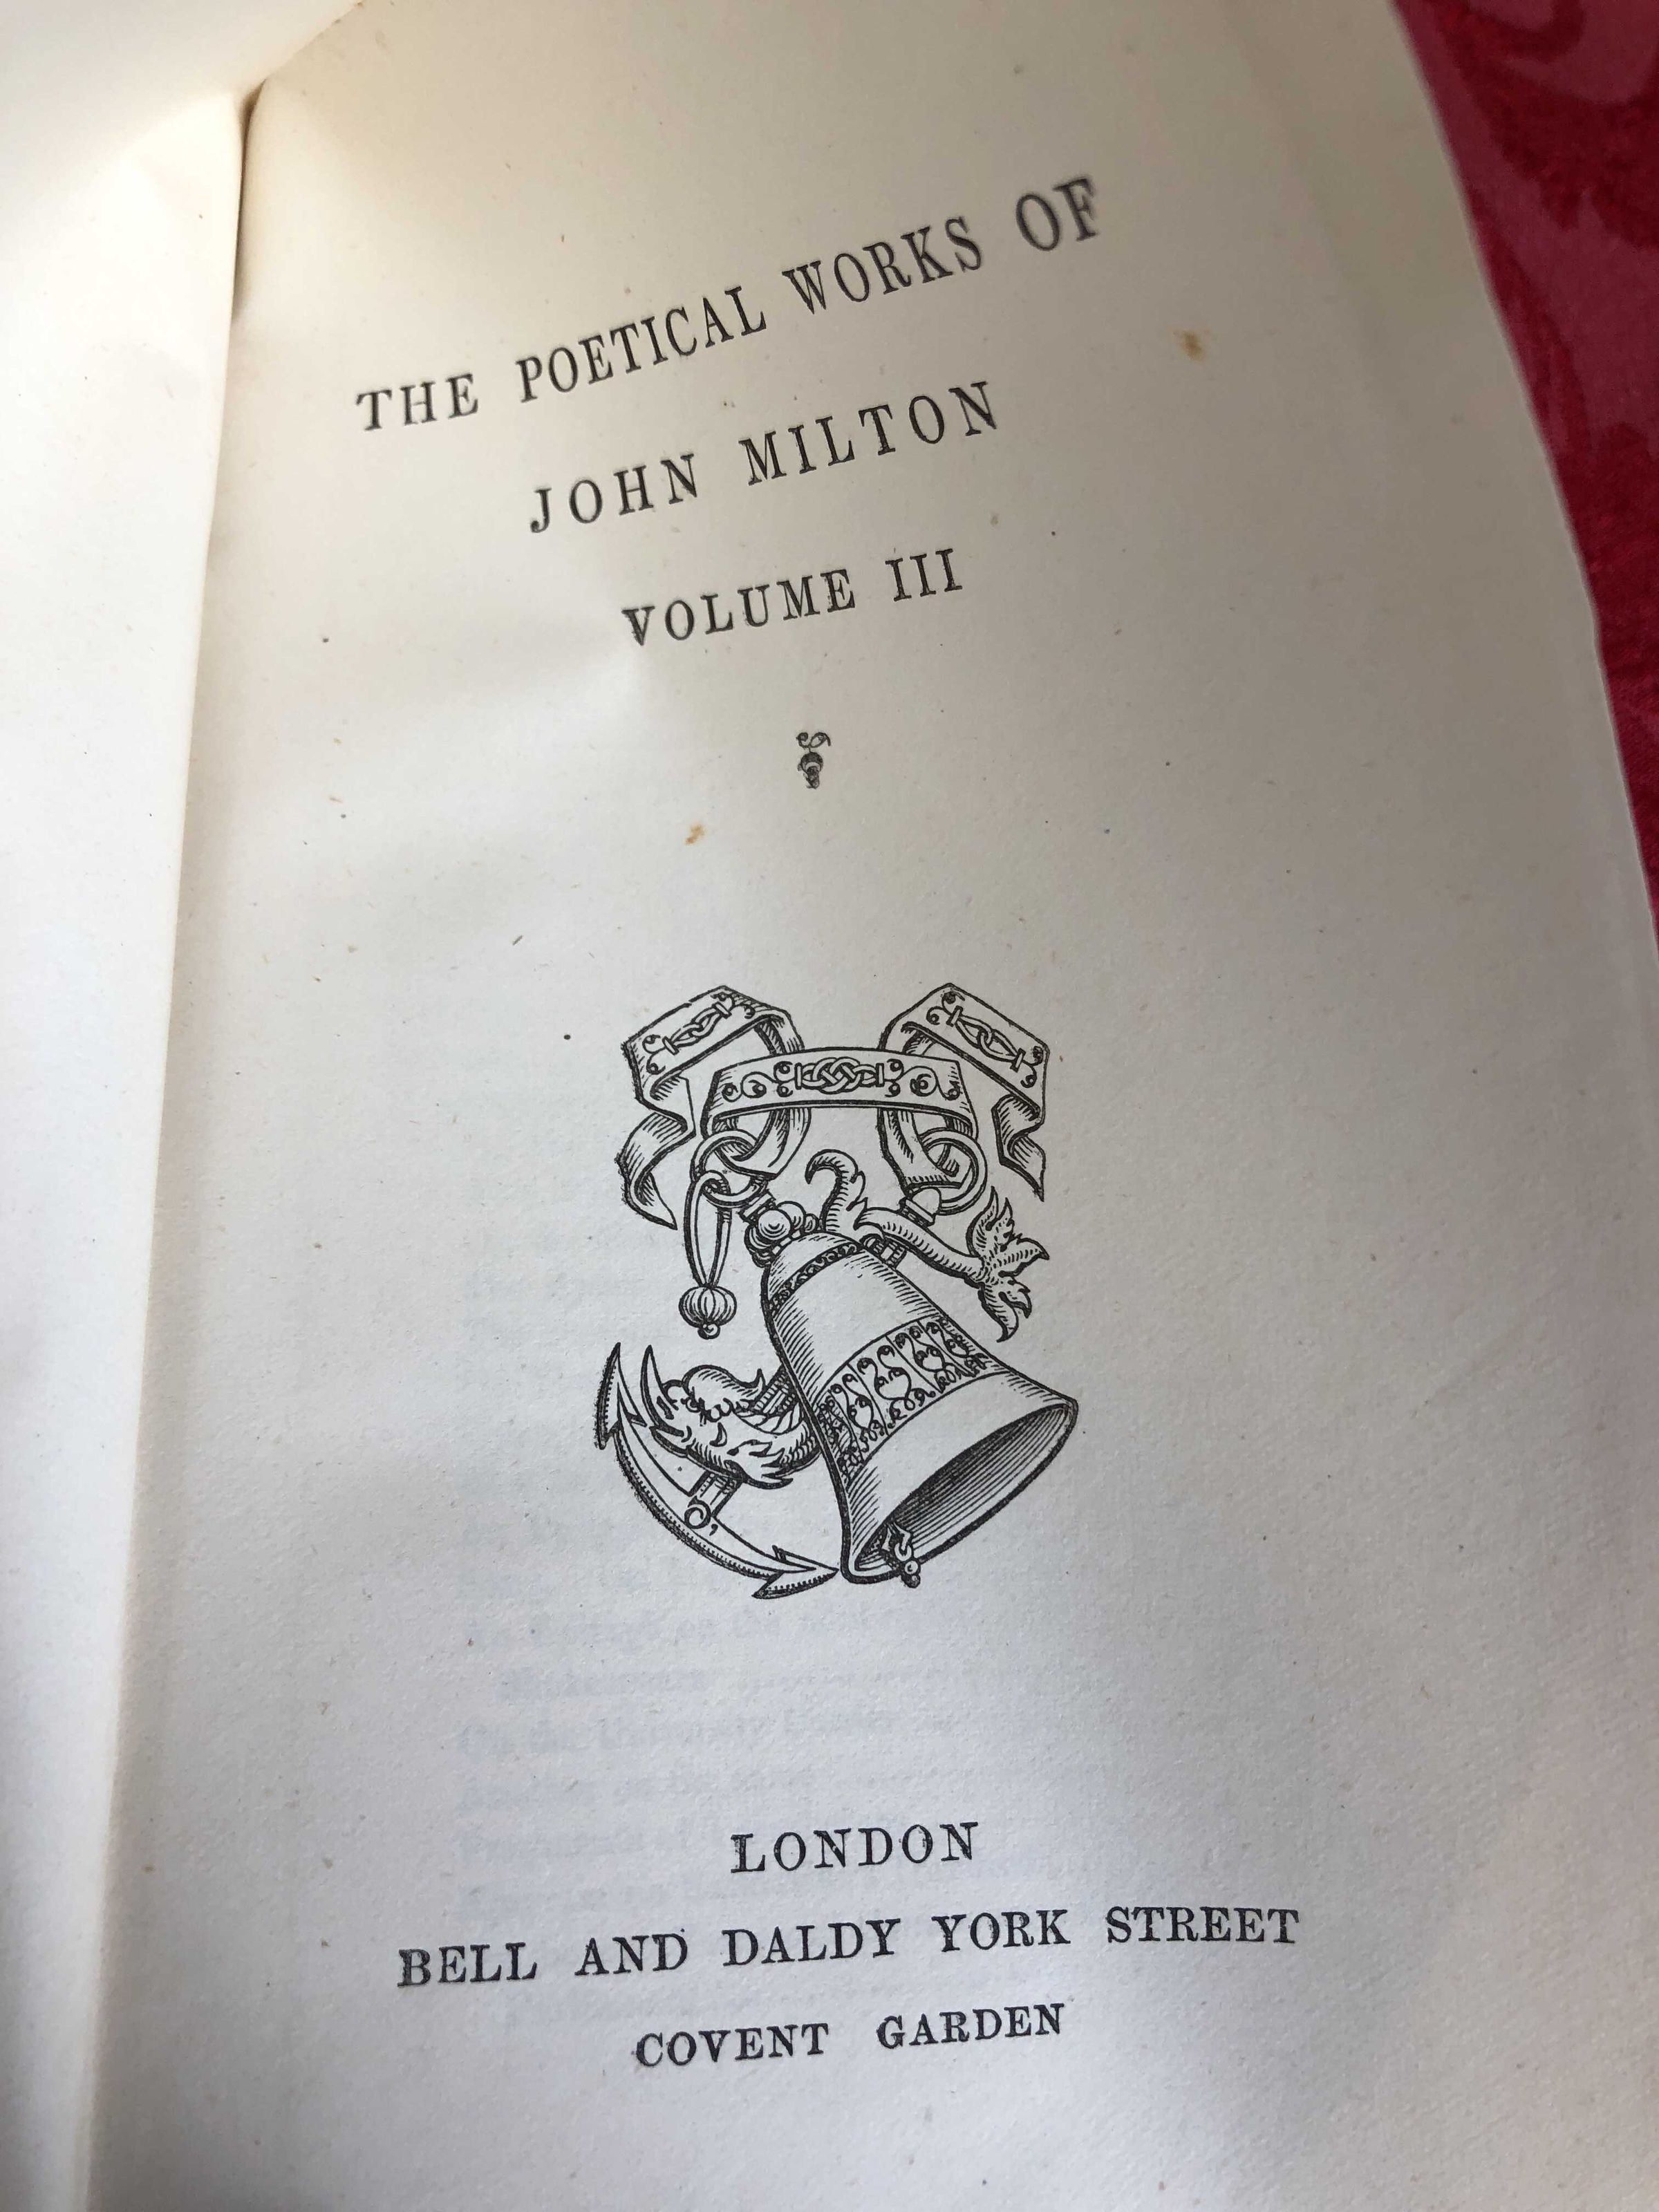 THE POETICAL WORKS OF
JOHN MILTON
VOLUME III
LONDON
BELL AND DALDY YORK STREET
COVENT GARDEN